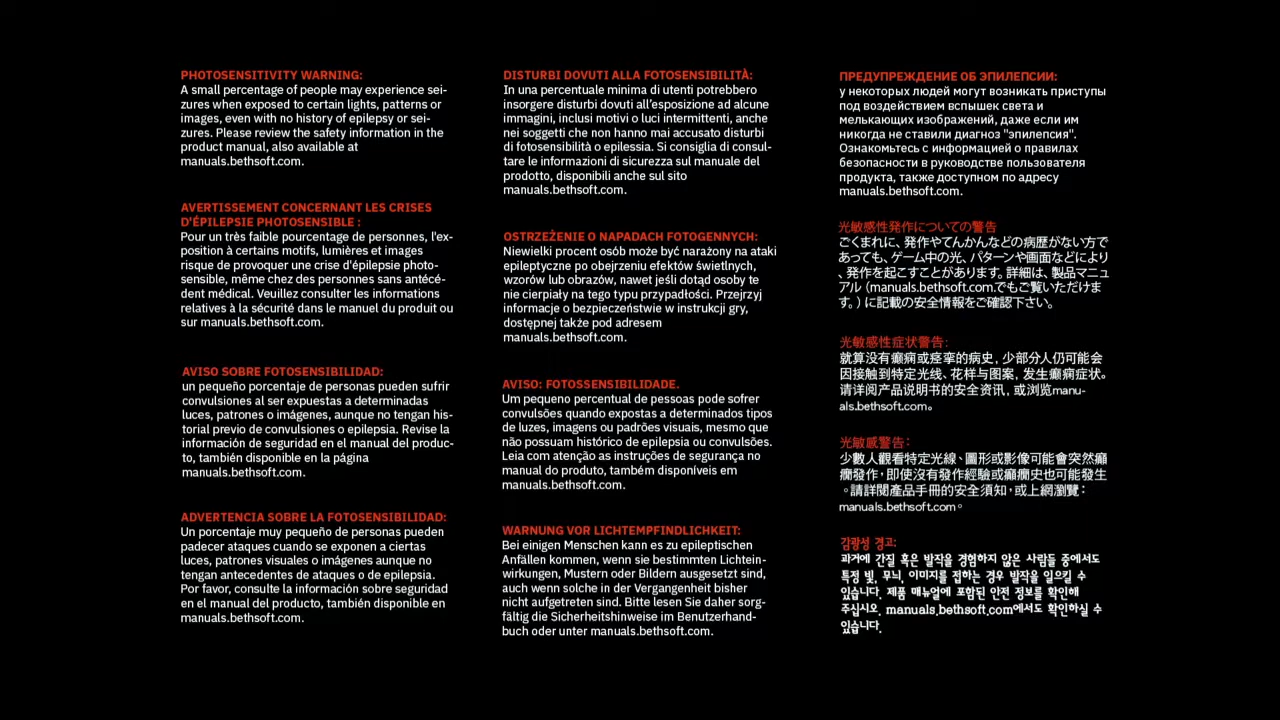 PHOTOSENSITIVITY WARNING:
A small percentage of people may experience sei-
zures when exposed to certain lights, patterns or
images, even with no history of epilepsy or sei-
zures. Please review the safety information in the
product manual, also available at
manuals.bethsoft.com.
AVERTISSEMENT CONCERNANT LES CRISES
D'ÉPILEPSIE PHOTOSENSIBLE :
Pour un très faible pourcentage de personnes, l'ex-
position à certains motifs, lumières et images
risque de provoquer une crise d'épilepsie photo-
sensible, même chez des personnes sans antécé-
dent médical. Veuillez consulter les informations
relatives à la sécurité dans le manuel du produit ou
sur manuals.bethsoft.com.
AVISO SOBRE FOTOSENSIBILIDAD:
un pequeño porcentaje de personas pueden sufrir
convulsiones al ser expuestas a determinadas
luces, patrones o imágenes, aunque no tengan his-
torial previo de convulsiones o epilepsia. Revise la
información de seguridad en el manual del produc-
to, también disponible en la página
manuals.bethsoft.com.
ADVERTENCIA SOBRE LA FOTOSENSIBILIDAD:
Un porcentaje muy pequeño de personas pueden
padecer ataques cuando se exponen a ciertas
luces, patrones visuales o imágenes aunque no
tengan antecedentes de ataques o de epilepsia.
Por favor, consulte la información sobre seguridad
en el manual del producto, también disponible en
manuals.bethsoft.com.
DISTURBI DOVUTI ALLA FOTOSENSIBILITÀ:
In una percentuale minima di utenti potrebbero
insorgere disturbi dovuti all'esposizione ad alcune
immagini, inclusi motivi o luci intermittenti, anche
nei soggetti che non hanno mai accusato disturbi
di fotosensibilità o epilessia. Si consiglia di consul-
tare le informazioni di sicurezza sul manuale del
prodotto, disponibili anche sul sito
manuals.bethsoft.com.
OSTRZEŻENIE O NAPADACH FOTOGENNYCH:
Niewielki procent osób może być narażony na ataki
epileptyczne po obejrzeniu efektów świetlnych,
wzorów lub obrazów, nawet jeśli dotąd osoby te
nie cierpiały na tego typu przypadłości. Przejrzyj
informacje o bezpieczeństwie w instrukcji gry,
dostępnej także pod adresem
manuals.bethsoft.com.
AVISO: FOTOSSENSIBILIDADE.
Um pequeno percentual de pessoas pode sofrer
convulsões quando expostas a determinados tipos
de luzes, imagens ou padrões visuais, mesmo que
não possuam histórico de epilepsia ou convulsões.
Leia com atenção as instruções de segurança no
manual do produto, também disponíveis em
manuals.bethsoft.com.
WARNUNG VOR LICHTEMPFINDLICHKEIT:
Bei einigen Menschen kann es zu epileptischen
Anfällen kommen, wenn sie bestimmten Lichtein-
wirkungen, Mustern oder Bildern ausgesetzt sind,
auch wenn solche in der Vergangenheit bisher
nicht aufgetreten sind. Bitte lesen Sie daher sorg-
fältig die Sicherheitshinweise im Benutzerhand-
buch oder unter manuals.bethsoft.com.
ПРЕДУПРЕЖДЕНИЕ ОБ ЭПИЛЕПСИИ:
у некоторых людей могут возникать приступы
под воздействием вспышек света и
мелькающих изображений, даже если им
никогда не ставили диагноз "эпилепсия".
Ознакомьтесь с информацией о правилах
безопасности в руководстве пользователя
продукта, также доступном по адресу
manuals.bethsoft.com.
光敏感性発作についての警告
ごくまれに、発作やてんかんなどの病歴がない方で
あっても、ゲーム中の光、パターンや画面などにより
、発作を起こすことがあります。詳細は、製品マニュ
アル (manuals.bethsoft.comでもご覧いただけま
す。) に記載の安全情報をご確認下さい。
光敏感性症状警告:
就算没有癫痫或痉挛的病史，少部分人仍可能会
因接触到特定光线、花样与图案，发生癫痫症状。
请详阅产品说明书的安全资讯，或浏览manu-
als.bethsoft.com。
光敏感警告：
少數人觀看特定光線、圖形或影像可能會突然癲
癇發作，即使沒有發作經驗或癲癇史也可能發生
。請詳閱產品手冊的安全須知，或上網瀏覽：
manuals.bethsoft.com。
감광성 경고:
과거에 간질 혹은 발작을 경험하지 않은 사람들 중에서도
특정 빛, 무늬, 이미지를 접하는 경우 발작을 일으킬 수
있습니다. 제품 매뉴얼에 포함된 안전 정보를 확인해
주십시오. manuals.bethsoft.com에서도 확인하실 수
있습니다.